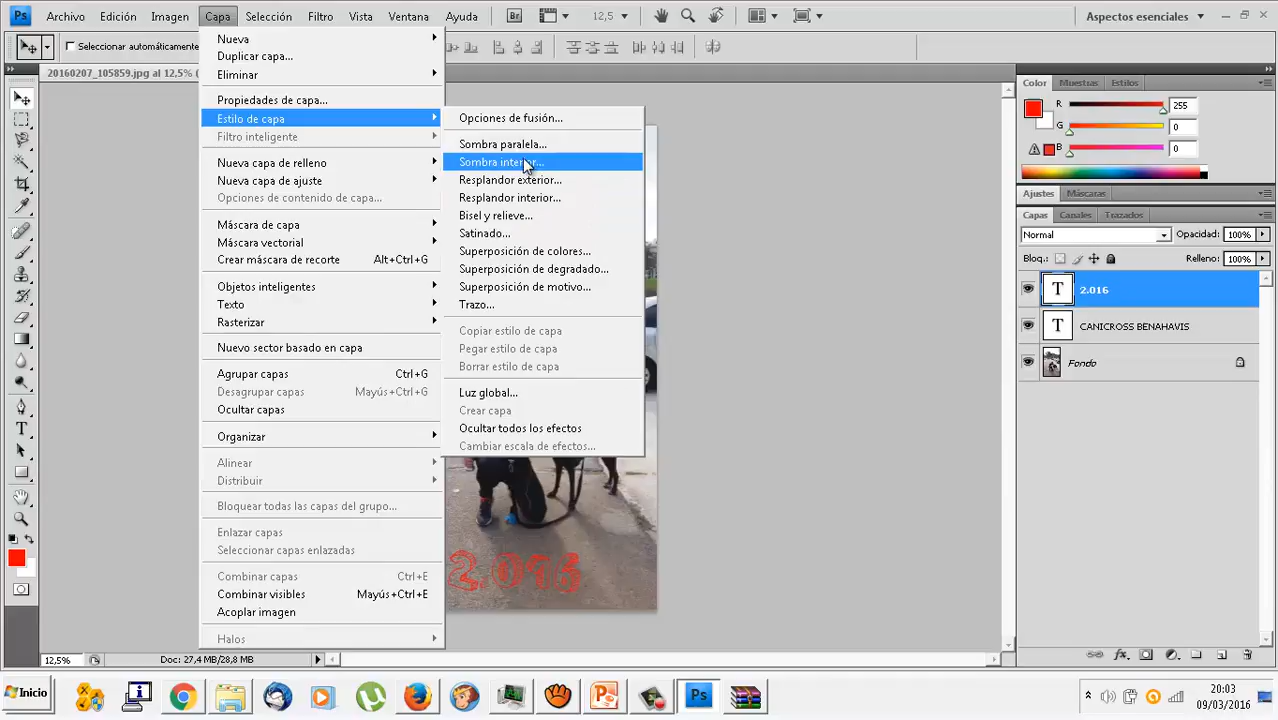 Ps Archivo Edición Imagen Capa Selección Filtro Vista Ventana Ayuda Br 12,5 Aspectos esenciales
Seleccionar automáticamente
20160207_105859.jpg al 12,5%
Nueva
Duplicar capa...
Eliminar
Propiedades de capa...
Estilo de capa
Filtro inteligente
Nueva capa de relleno
Nueva capa de ajuste
Opciones de contenido de capa...
Máscara de capa
Máscara vectorial
Crear máscara de recorte Alt+Ctrl+G
Objetos inteligentes
Texto
Rasterizar
Nuevo sector basado en capa
Agrupar capas Ctrl+G
Desagrupar capas Mayús+Ctrl+G
Ocultar capas
Organizar
Alinear
Distribuir
Bloquear todas las capas del grupo...
Enlazar capas
Seleccionar capas enlazadas
Combinar capas Ctrl+E
Combinar visibles Mayús+Ctrl+E
Acoplar imagen
Halos
Opciones de fusión...
Sombra paralela...
Sombra interior...
Resplandor exterior...
Resplandor interior...
Bisel y relieve...
Satinado...
Superposición de colores...
Superposición de degradado...
Superposición de motivo...
Trazo...
Copiar estilo de capa
Pegar estilo de capa
Borrar estilo de capa
Luz global...
Crear capa
Ocultar todos los efectos
Cambiar escala de efectos...
2.016
Color Muestras Estilos
R 255
G 0
B 0
Ajustes Máscaras
Capas Canales Trazados
Normal Opacidad: 100%
Bloq.: Relleno: 100%
T 2.016
T CANICROSS BENAHAVIS
Fondo
12,5% Doc: 27,4 MB/28,8 MB
Inicio
Ps
20:03
09/03/2016